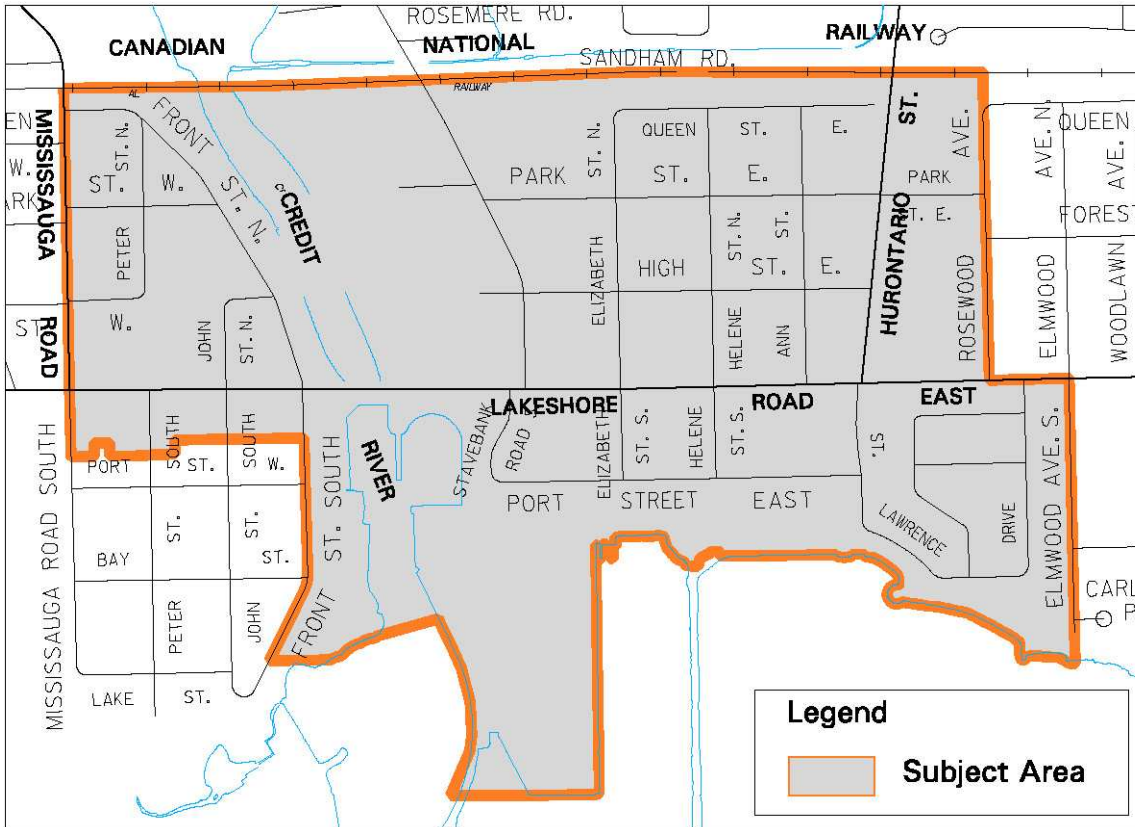 ROSEMERE RD.
CANADIAN
NATIONAL
RAILWAY
SANDHAM RD.
RAILWAY
MISSISSAUGA
ROAD
EN
W.
ARK
ST
FRONT
ST. N.
ST. N.
ST. W.
PETER
W.
JOHN
ST. N.
CREDIT
RIVER
QUEEN ST. E.
PARK ST. E.
PARK
T. E.
ST. N.
ELIZABETH
HIGH ST. E.
HELENE
ST. N.
ANN
ST.
HURONTARIO
ST.
ROSEWOOD
AVE.
ELMWOOD
AVE. N.
QUEEN
AVE.
FOREST
WOODLAWN
LAKESHORE ROAD EAST
STAVEBANK
ROAD S.
ELIZABETH
ST. S.
HELENE
ST. S.
ST.
PORT STREET EAST
LAWRENCE
DRIVE
ELMWOOD AVE. S.
CARL
P
MISSISSAUGA ROAD SOUTH
PORT ST. W.
SOUTH
SOUTH
ST.
ST.
BAY ST.
PETER
JOHN
FRONT
ST. SOUTH
LAKE ST.
Legend
Subject Area